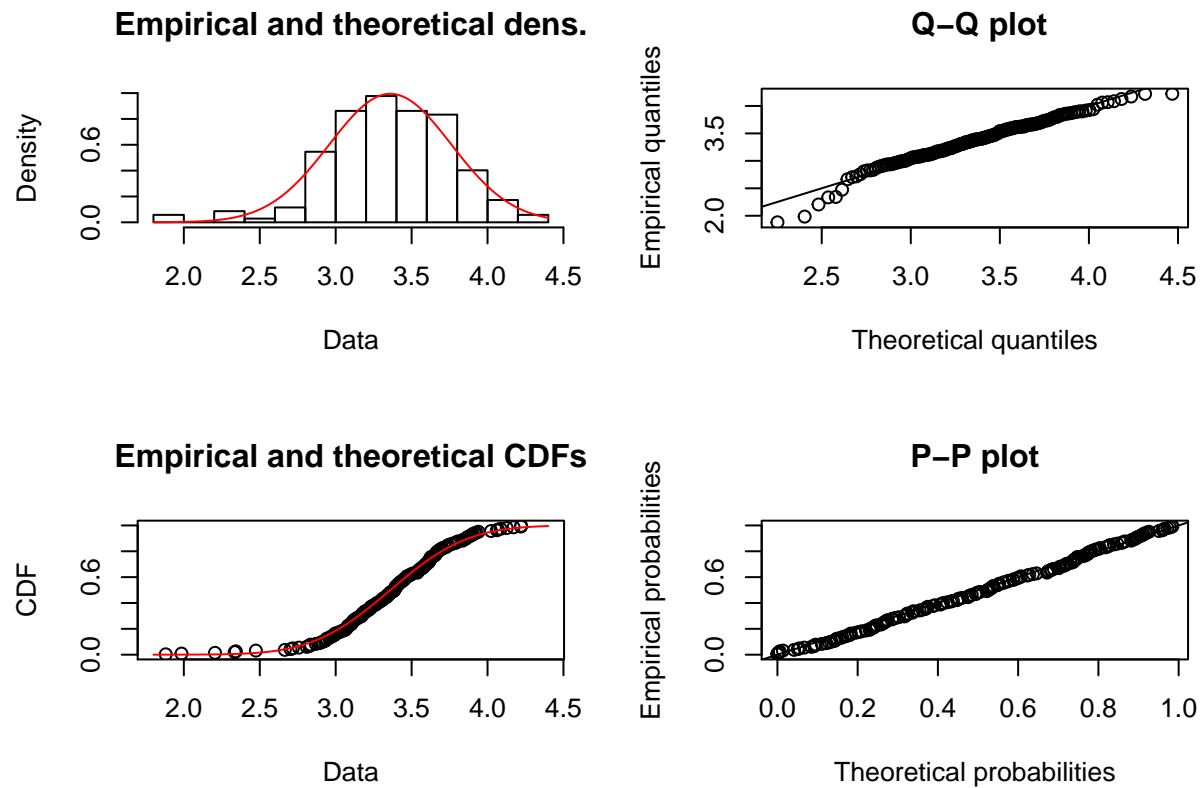 Empirical and theoretical dens.
Density
0.0 0.6
2.0 2.5 3.0 3.5 4.0 4.5
Data
Q−Q plot
Empirical quantiles
2.0 3.5
2.5 3.0 3.5 4.0 4.5
Theoretical quantiles
Empirical and theoretical CDFs
CDF
0.0 0.6
2.0 2.5 3.0 3.5 4.0 4.5
Data
P−P plot
Empirical probabilities
0.0 0.6
0.0 0.2 0.4 0.6 0.8 1.0
Theoretical probabilities